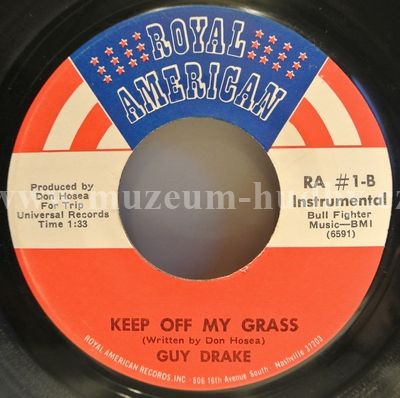 ROYAL
AMERICAN
Produced by
Don Hosea
For Trip
Universal Records
Time 1:33
RA #1-B
Instrumental
Bull Fighter
Music—BMI
(6591)
KEEP OFF MY GRASS
(Written by Don Hosea)
GUY DRAKE
ROYAL AMERICAN RECORDS, INC. 806 16th Avenue South - Nashville 37203